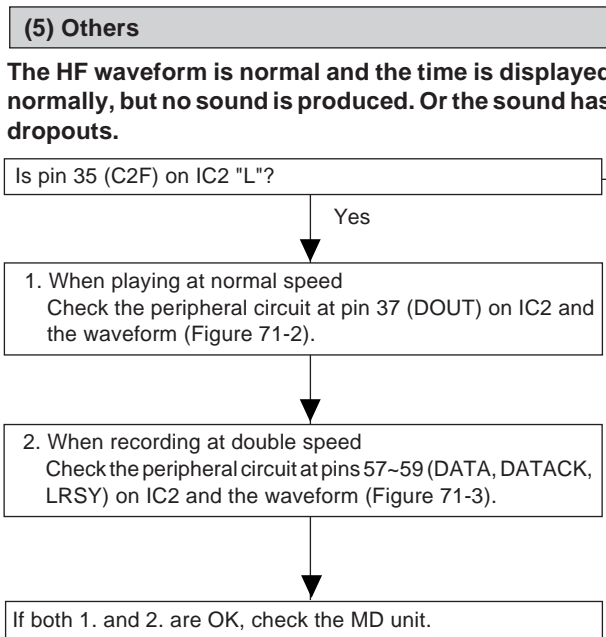 (5) Others
The HF waveform is normal and the time is displayed
normally, but no sound is produced. Or the sound has
dropouts.
Is pin 35 (C2F) on IC2 "L"?
Yes
1. When playing at normal speed
Check the peripheral circuit at pin 37 (DOUT) on IC2 and
the waveform (Figure 71-2).
2. When recording at double speed
Check the peripheral circuit at pins 57~59 (DATA, DATACK,
LRSY) on IC2 and the waveform (Figure 71-3).
If both 1. and 2. are OK, check the MD unit.